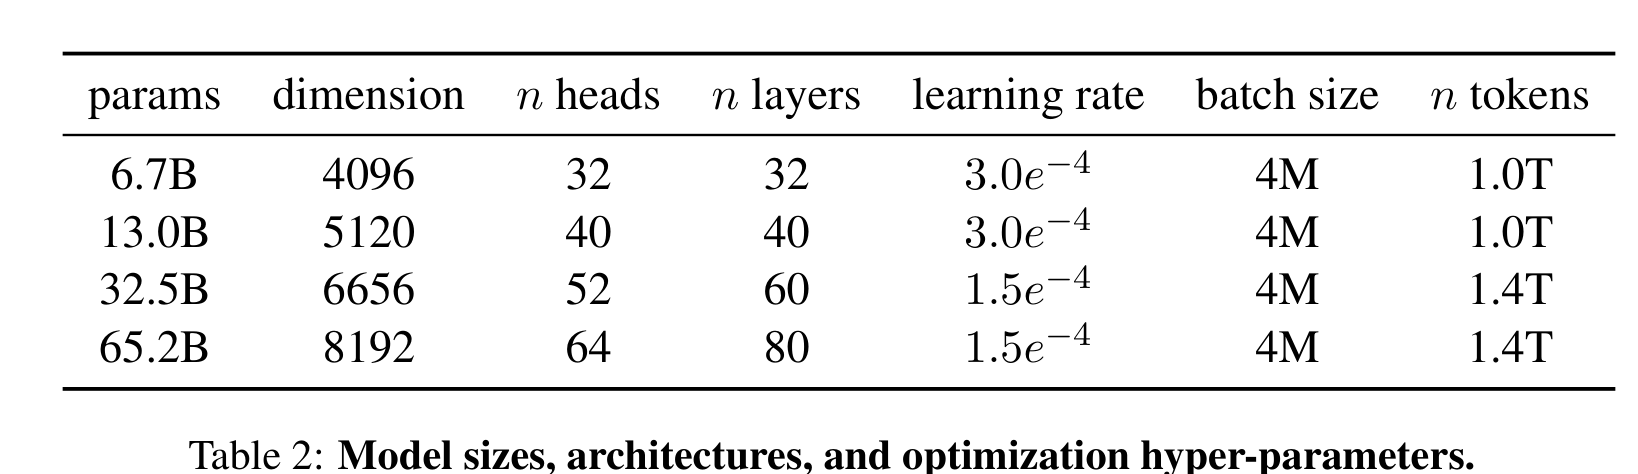 params dimension n heads n layers learning rate batch size n tokens
6.7B 4096 32 32 3.0e⁻⁴ 4M 1.0T
13.0B 5120 40 40 3.0e⁻⁴ 4M 1.0T
32.5B 6656 52 60 1.5e⁻⁴ 4M 1.4T
65.2B 8192 64 80 1.5e⁻⁴ 4M 1.4T
Table 2: Model sizes, architectures, and optimization hyper-parameters.